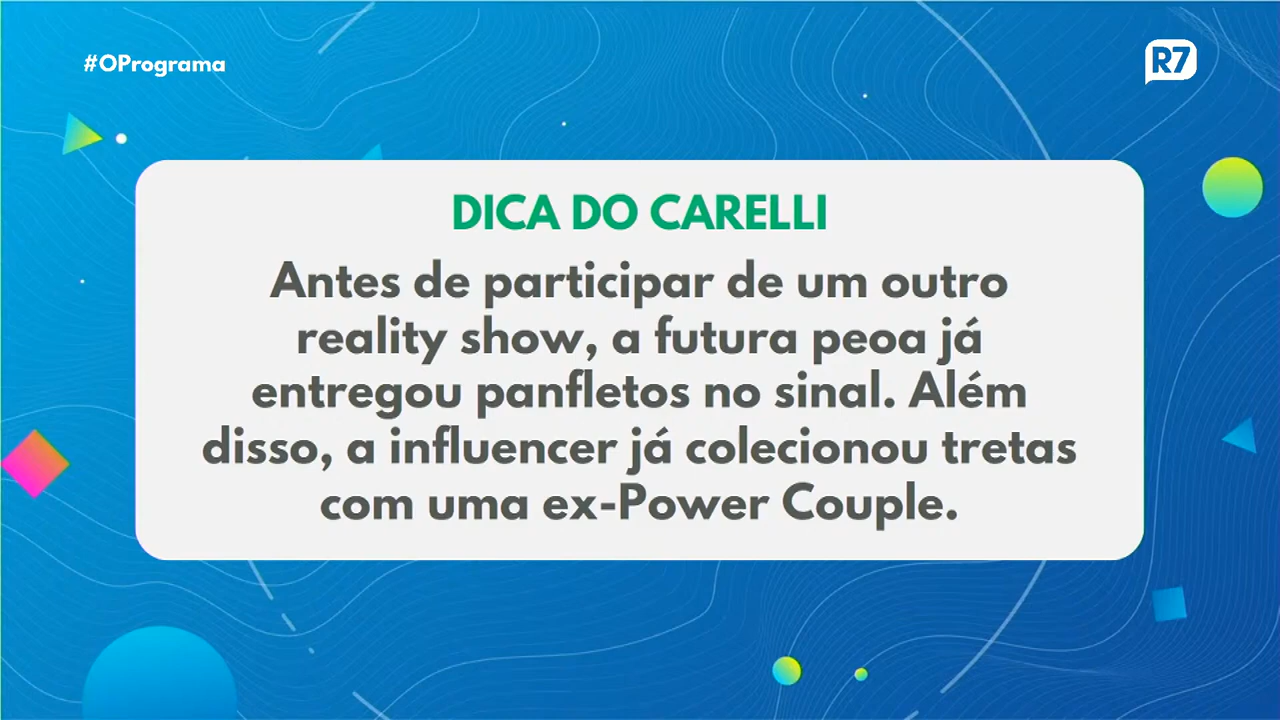 #OPrograma
R7
DICA DO CARELLI
Antes de participar de um outro
reality show, a futura peoa já
entregou panfletos no sinal. Além
disso, a influencer já colecionou tretas
com uma ex-Power Couple.